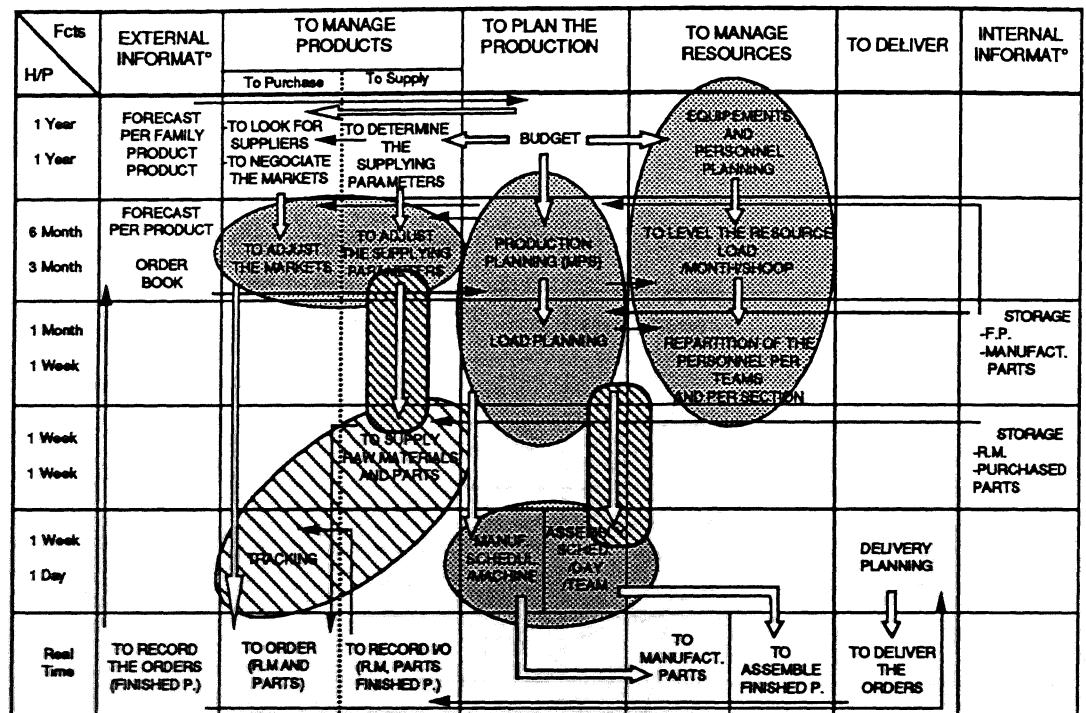 Fcts
H/P
EXTERNAL
INFORMAT°
TO MANAGE
PRODUCTS
To Purchase
To Supply
TO PLAN THE
PRODUCTION
TO MANAGE
RESOURCES
TO DELIVER
INTERNAL
INFORMAT°
1 Year
1 Year
FORECAST
PER FAMILY
PRODUCT
PRODUCT
-TO LOOK FOR
SUPPLIERS
-TO NEGOCIATE
THE MARKETS
-TO DETERMINE
THE
SUPPLYING
PARAMETERS
BUDGET
EQUIPEMENTS
AND
PERSONNEL
PLANNING
6 Month
3 Month
FORECAST
PER PRODUCT
ORDER
BOOK
TO ADJUST
THE MARKETS
TO ADJUST
THE SUPPLYING
PARAMETERS
PRODUCTION
PLANNING (MPS)
TO LEVEL THE RESOURCE
LOAD
/MONTH/SHOOP
1 Month
1 Week
LOAD PLANNING
REPARTITION OF THE
PERSONNEL PER
TEAMS
AND PER SECTION
STORAGE
-F.P.
-MANUFACT.
PARTS
1 Week
1 Week
TO SUPPLY
RAW MATERIALS
AND PARTS
STORAGE
-R.M.
-PURCHASED
PARTS
1 Week
1 Day
TRACKING
MANUF.
SCHEDUL
/MACHINE
ASSEMB
SCHED.
/DAY
/TEAM
DELIVERY
PLANNING
Real
Time
TO RECORD
THE ORDERS
(FINISHED P.)
TO ORDER
(R.M AND
PARTS)
TO RECORD I/O
(R.M, PARTS
FINISHED P.)
TO
MANUFACT.
PARTS
TO
ASSEMBLE
FINISHED P.
TO DELIVER
THE
ORDERS